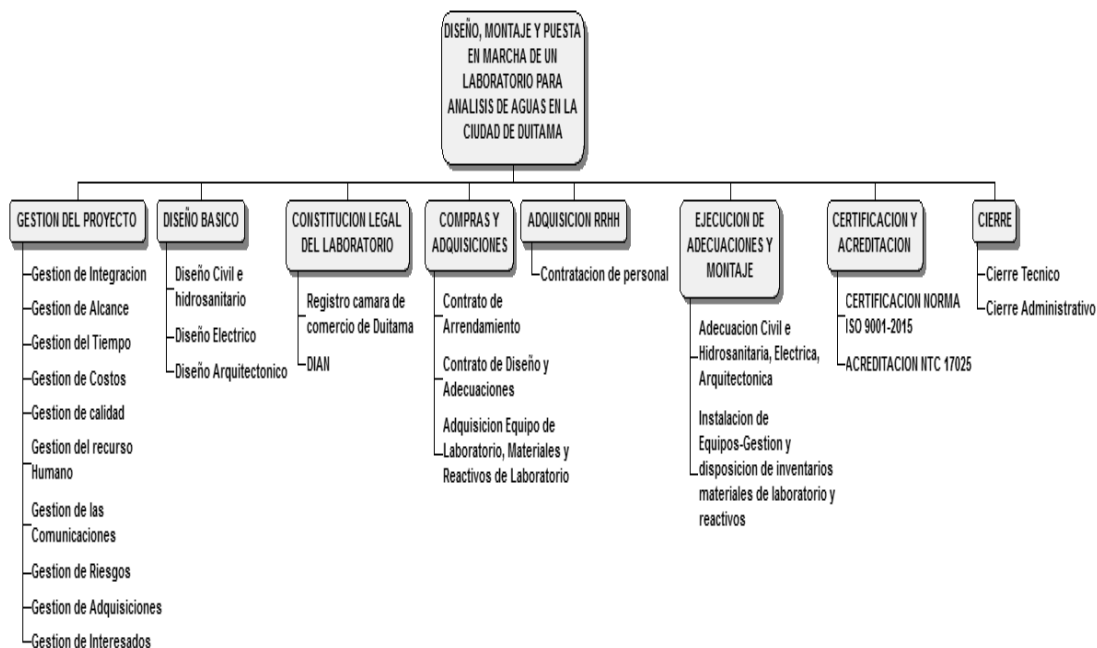 DISEÑO, MONTAJE Y PUESTA
EN MARCHA DE UN
LABORATORIO PARA
ANALISIS DE AGUAS EN LA
CIUDAD DE DUITAMA
GESTION DEL PROYECTO
Gestion de Integracion
Gestion de Alcance
Gestion del Tiempo
Gestion de Costos
Gestion de calidad
Gestion del recurso
Humano
Gestion de las
Comunicaciones
Gestion de Riesgos
Gestion de Adquisiciones
Gestion de Interesados
DISEÑO BASICO
Diseño Civil e
hidrosanitario
Diseño Electrico
Diseño Arquitectonico
CONSTITUCION LEGAL
DEL LABORATORIO
Registro camara de
comercio de Duitama
DIAN
COMPRAS Y
ADQUISICIONES
Contrato de
Arrendamiento
Contrato de Diseño y
Adecuaciones
Adquisicion Equipo de
Laboratorio, Materiales y
Reactivos de Laboratorio
ADQUISICION RRHH
Contratacion de personal
EJECUCION DE
ADECUACIONES Y
MONTAJE
Adecuacion Civil e
Hidrosanitaria, Electrica,
Arquitectonica
Instalacion de
Equipos-Gestion y
disposicion de inventarios
materiales de laboratorio y
reactivos
CERTIFICACION Y
ACREDITACION
CERTIFICACION NORMA
ISO 9001-2015
ACREDITACION NTC 17025
CIERRE
Cierre Tecnico
Cierre Administrativo